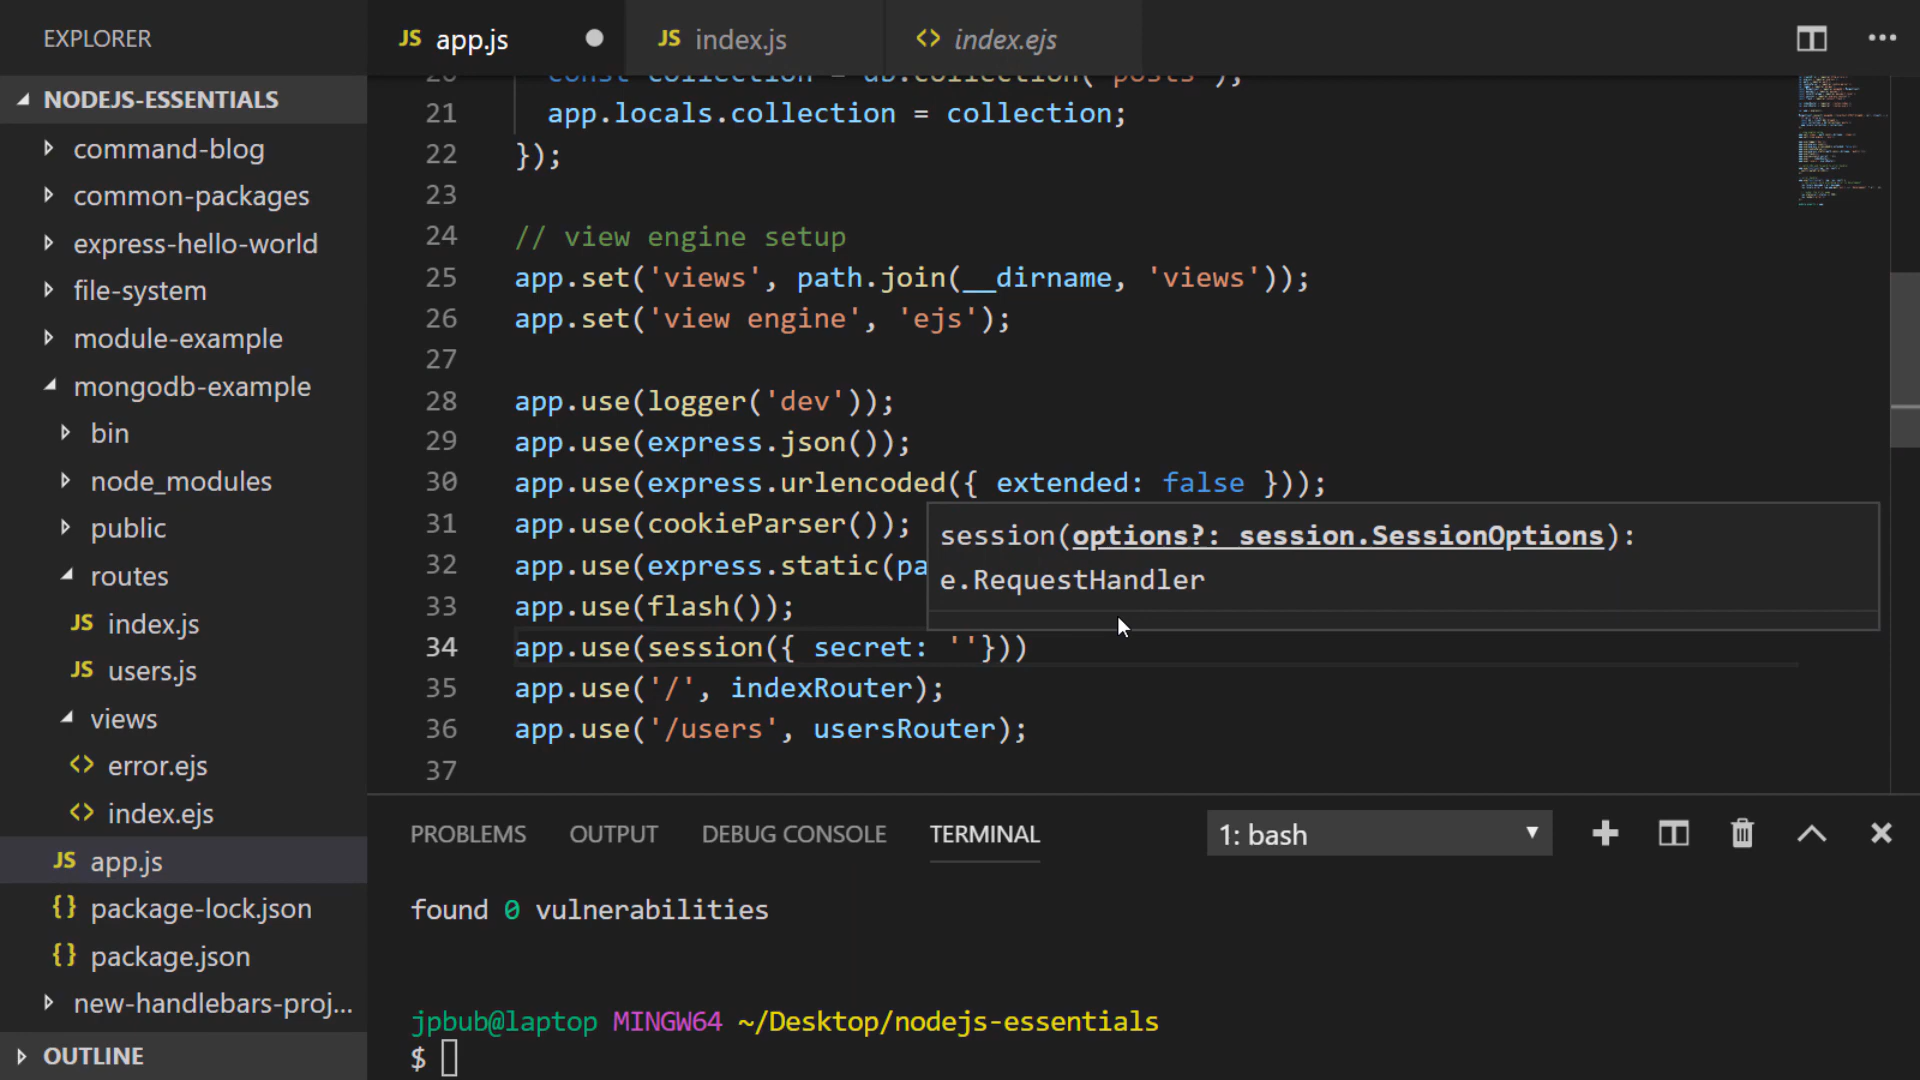 EXPLORER
NODEJS-ESSENTIALS
command-blog
common-packages
express-hello-world
file-system
module-example
mongodb-example
bin
node_modules
public
routes
JS index.js
JS users.js
views
<> error.ejs
<> index.ejs
JS app.js
{} package-lock.json
{} package.json
new-handlebars-proj...
OUTLINE
JS app.js
JS index.js
<> index.ejs
20 const collection = db.collection('posts');
21 app.locals.collection = collection;
22 });
23
24 // view engine setup
25 app.set('views', path.join(__dirname, 'views'));
26 app.set('view engine', 'ejs');
27
28 app.use(logger('dev'));
29 app.use(express.json());
30 app.use(express.urlencoded({ extended: false }));
31 app.use(cookieParser());
32 app.use(express.static(pa
33 app.use(flash());
34 app.use(session({ secret: ''}))
35 app.use('/', indexRouter);
36 app.use('/users', usersRouter);
37
session(options?: session.SessionOptions):
e.RequestHandler
PROBLEMS OUTPUT DEBUG CONSOLE TERMINAL
1: bash
found 0 vulnerabilities
jpbub@laptop MINGW64 ~/Desktop/nodejs-essentials
$